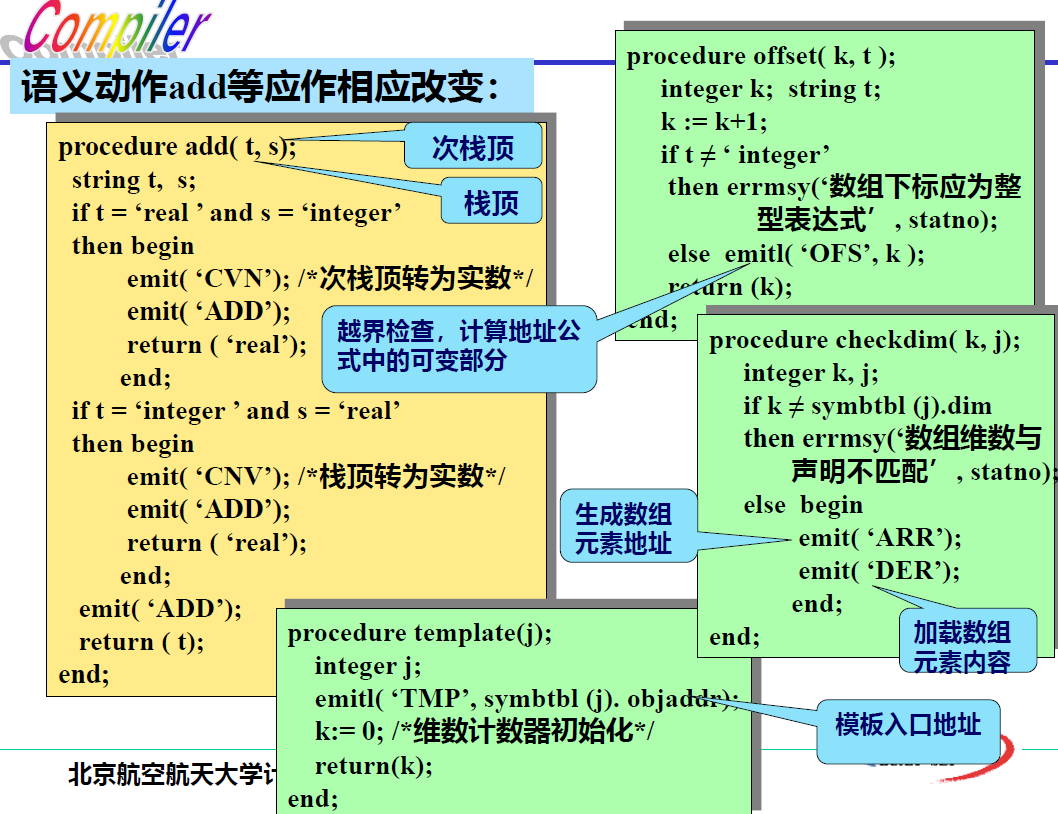 Compiler
语义动作add等应作相应改变：
procedure add( t, s);
string t, s;
if t = ‘real ’ and s = ‘integer’
then begin
emit( ‘CVN’); /*次栈顶转为实数*/
emit( ‘ADD’);
return ( ‘real’);
end;
if t = ‘integer ’ and s = ‘real’
then begin
emit( ‘CNV’); /*栈顶转为实数*/
emit( ‘ADD’);
return ( ‘real’);
end;
emit( ‘ADD’);
return ( t);
end;
次栈顶
栈顶
procedure offset( k, t );
integer k; string t;
k := k+1;
if t ≠ ‘ integer’
then errmsy(‘数组下标应为整
型表达式’, statno);
else emitl( ‘OFS’, k );
return (k);
end;
越界检查，计算地址公
式中的可变部分
procedure checkdim( k, j);
integer k, j;
if k ≠ symbtbl (j).dim
then errmsy(‘数组维数与
声明不匹配’, statno);
else begin
emit( ‘ARR’);
emit( ‘DER’);
end;
end;
生成数组
元素地址
加载数组
元素内容
procedure template(j);
integer j;
emitl( ‘TMP’, symbtbl (j). objaddr);
k:= 0; /*维数计数器初始化*/
return(k);
end;
模板入口地址
北京航空航天大学计